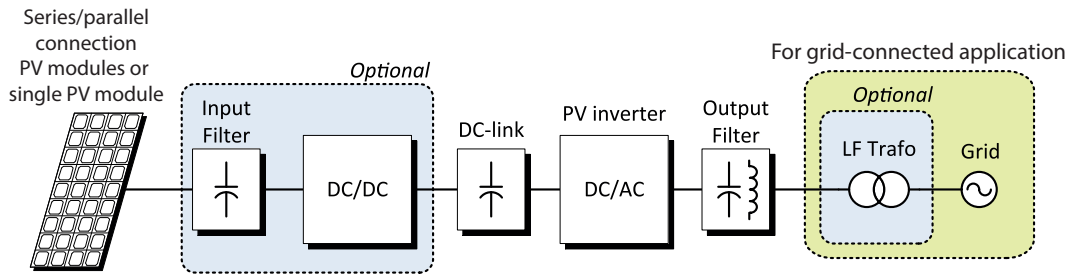 Series/parallel
connection
PV modules or
single PV module
Optional
Input
Filter
DC/DC
DC-link
PV inverter
DC/AC
Output
Filter
For grid-connected application
Optional
LF Trafo
Grid